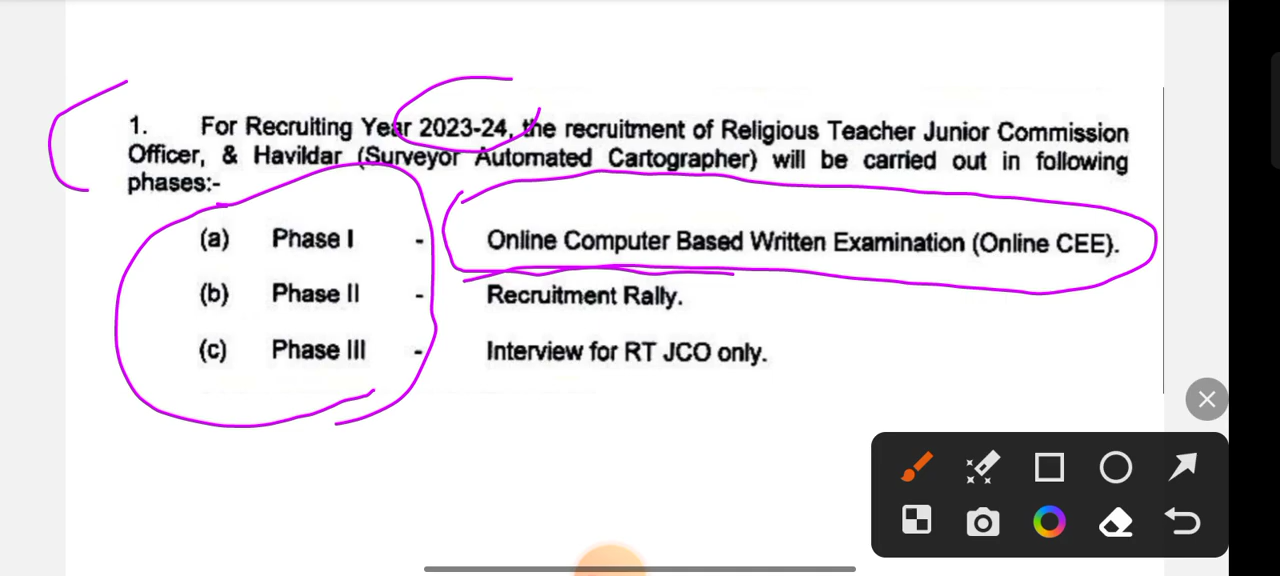 1. For Recruiting Year 2023-24, the recruitment of Religious Teacher Junior Commission
Officer, & Havildar (Surveyor Automated Cartographer) will be carried out in following
phases:-
(a) Phase I - Online Computer Based Written Examination (Online CEE).
(b) Phase II - Recruitment Rally.
(c) Phase III - Interview for RT JCO only.